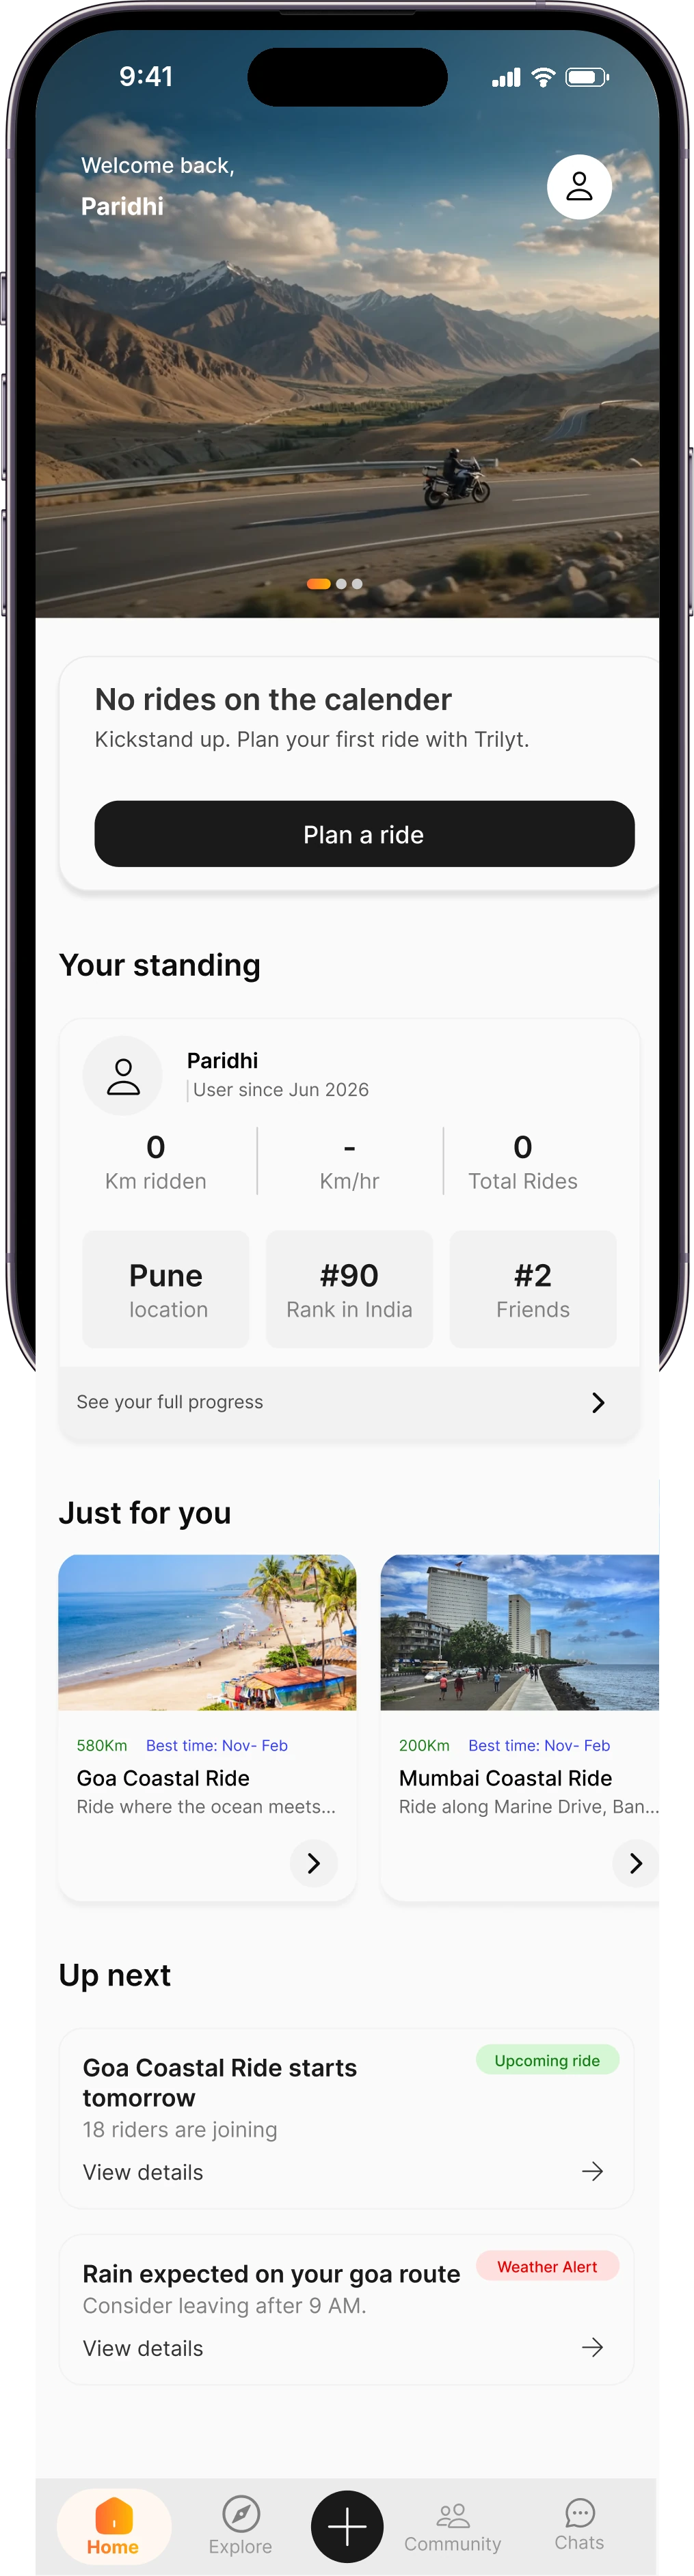 9:41
Welcome back,
Paridhi
No rides on the calender
Kickstand up. Plan your first ride with Trilyt.
Plan a ride
Your standing
Paridhi
User since Jun 2026
0
Km ridden
-
Km/hr
0
Total Rides
Pune
location
#90
Rank in India
#2
Friends
See your full progress
Just for you
580Km Best time: Nov- Feb
Goa Coastal Ride
Ride where the ocean meets...
200Km Best time: Nov- Feb
Mumbai Coastal Ride
Ride along Marine Drive, Ban...
Up next
Upcoming ride
Goa Coastal Ride starts
tomorrow
18 riders are joining
View details
Weather Alert
Rain expected on your goa route
Consider leaving after 9 AM.
View details
Home
Explore
Community
Chats